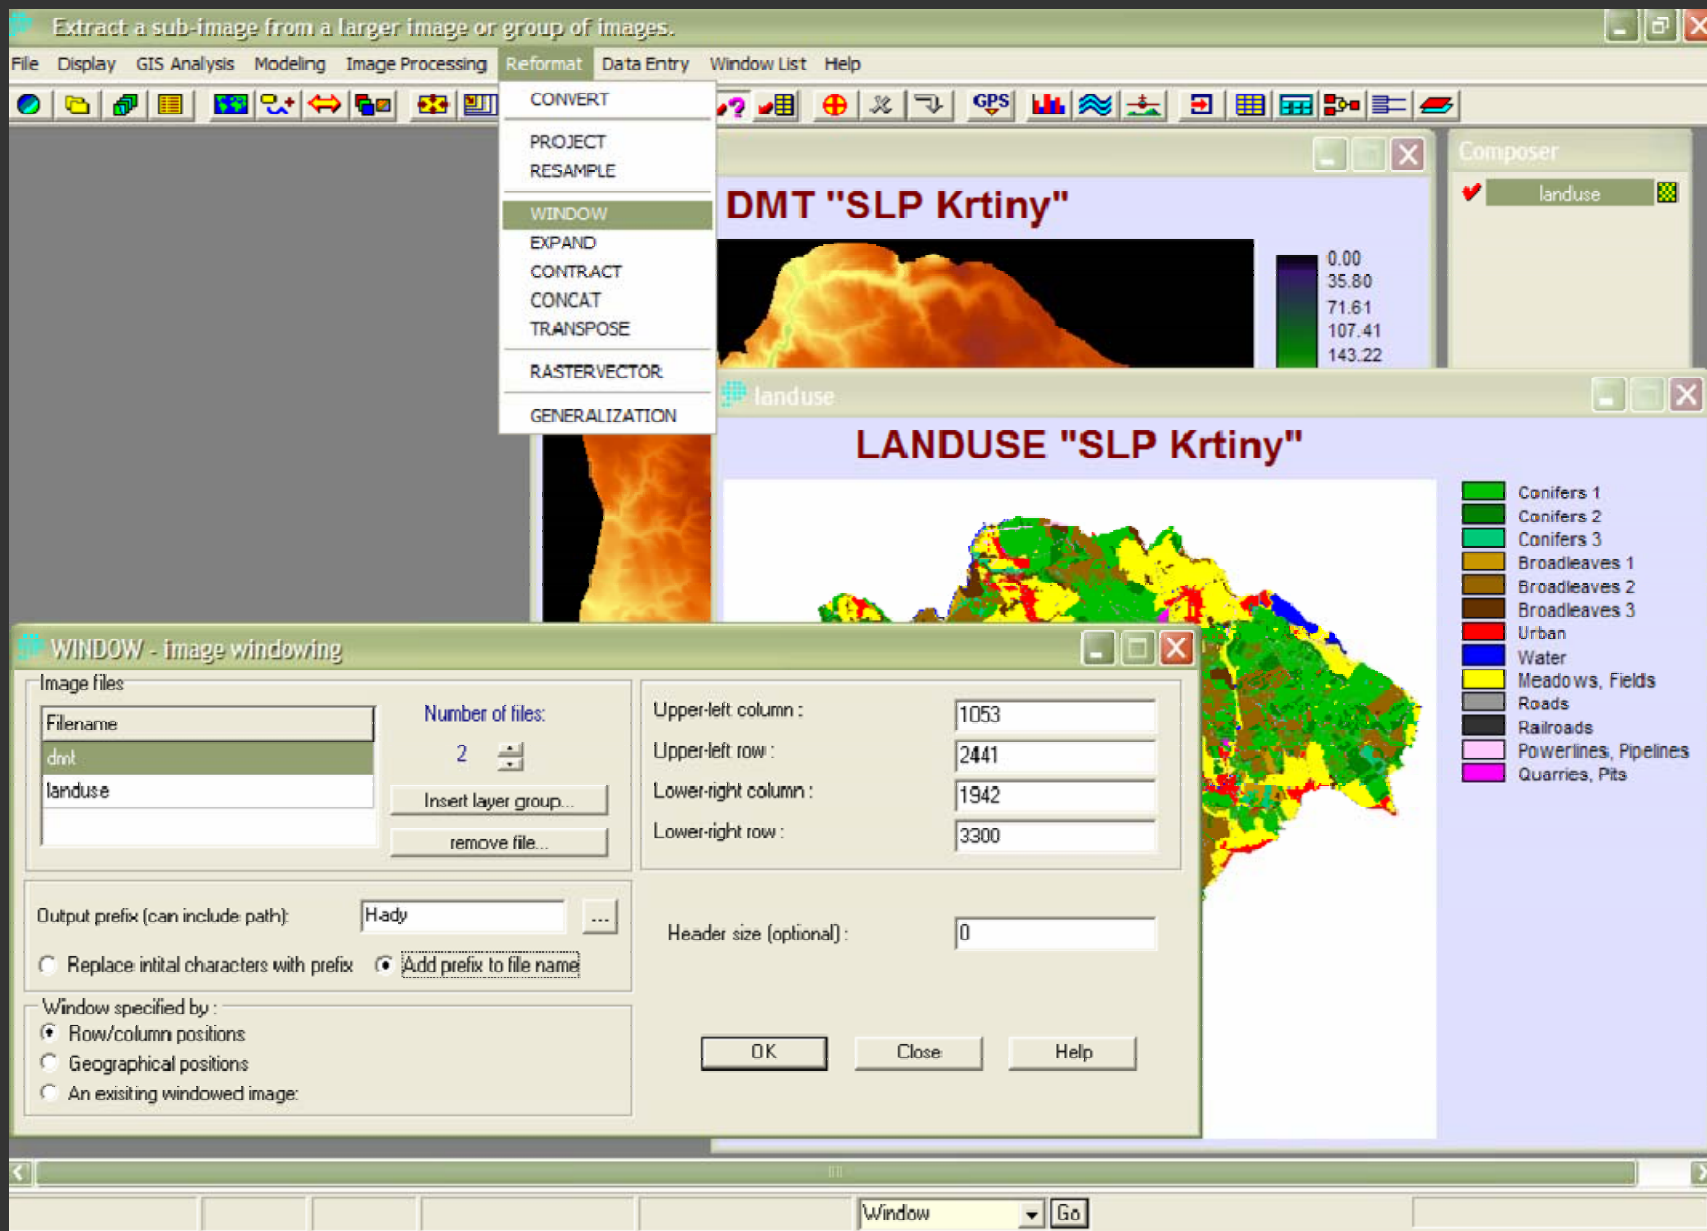 Extract a sub-image from a larger image or group of images.
File Display GIS Analysis Modeling Image Processing Reformat Data Entry Window List Help
GPS
CONVERT
PROJECT
RESAMPLE
WINDOW
EXPAND
CONTRACT
CONCAT
TRANSPOSE
RASTERVECTOR
GENERALIZATION
DMT "SLP Krtiny"
0.00
35.80
71.61
107.41
143.22
Composer
landuse
landuse
LANDUSE "SLP Krtiny"
Conifers 1
Conifers 2
Conifers 3
Broadleaves 1
Broadleaves 2
Broadleaves 3
Urban
Water
Meadows, Fields
Roads
Railroads
Powerlines, Pipelines
Quarries, Pits
WINDOW - image windowing
Image files
Filename
dmt
landuse
Number of files:
2
Insert layer group...
remove file...
Upper-left column : 1053
Upper-left row : 2441
Lower-right column : 1942
Lower-right row : 3300
Output prefix (can include path): Hady ...
Replace intital characters with prefix Add prefix to file name
Header size (optional) : 0
Window specified by :
Row/column positions
Geographical positions
An exisiting windowed image:
OK Close Help
Window Go